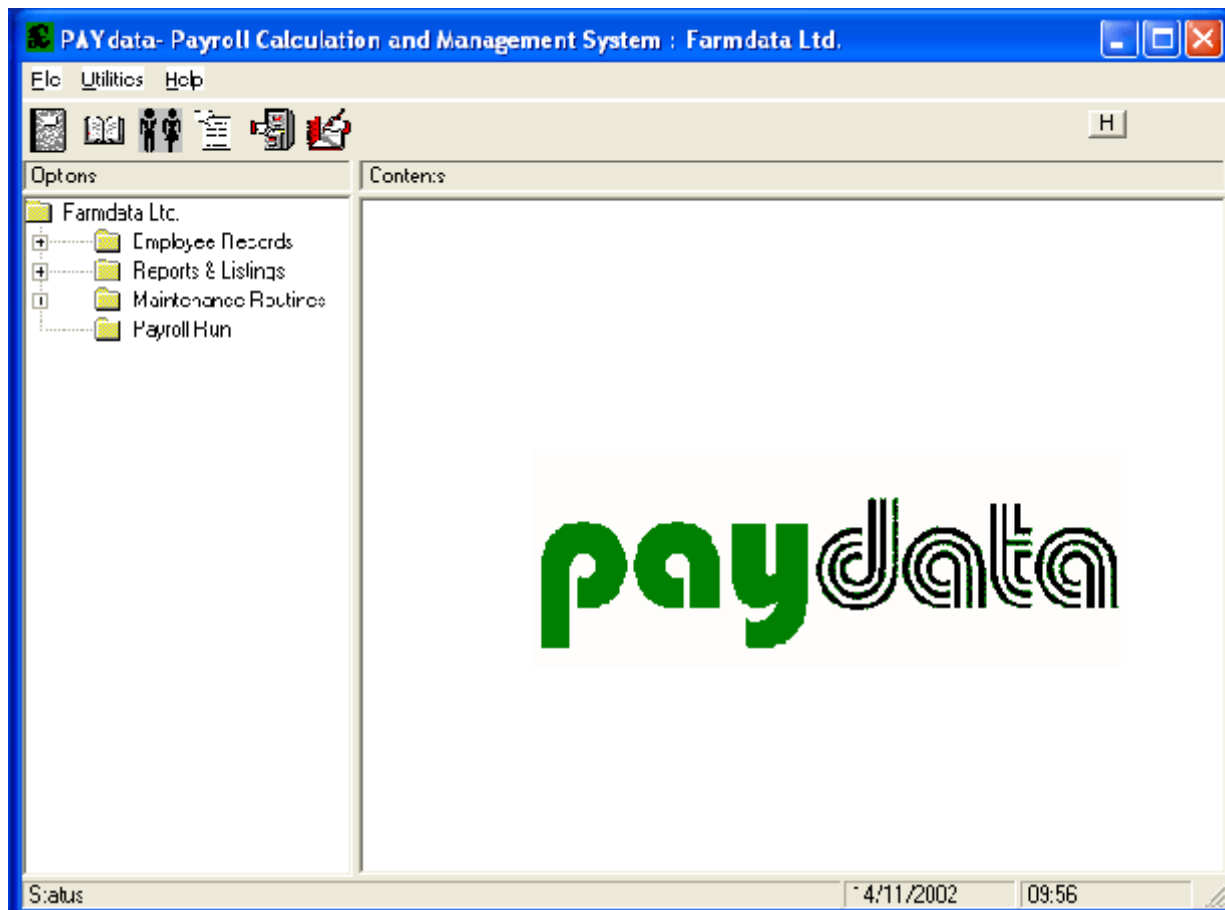 PAYdata- Payroll Calculation and Management System : Farmdata Ltd.
File Utilities Help
H
Options Contents
Farmdata Ltd.
Employee Records
Reports & Listings
Maintenance Routines
Payroll Run
paydata
Status 14/11/2002 09:56